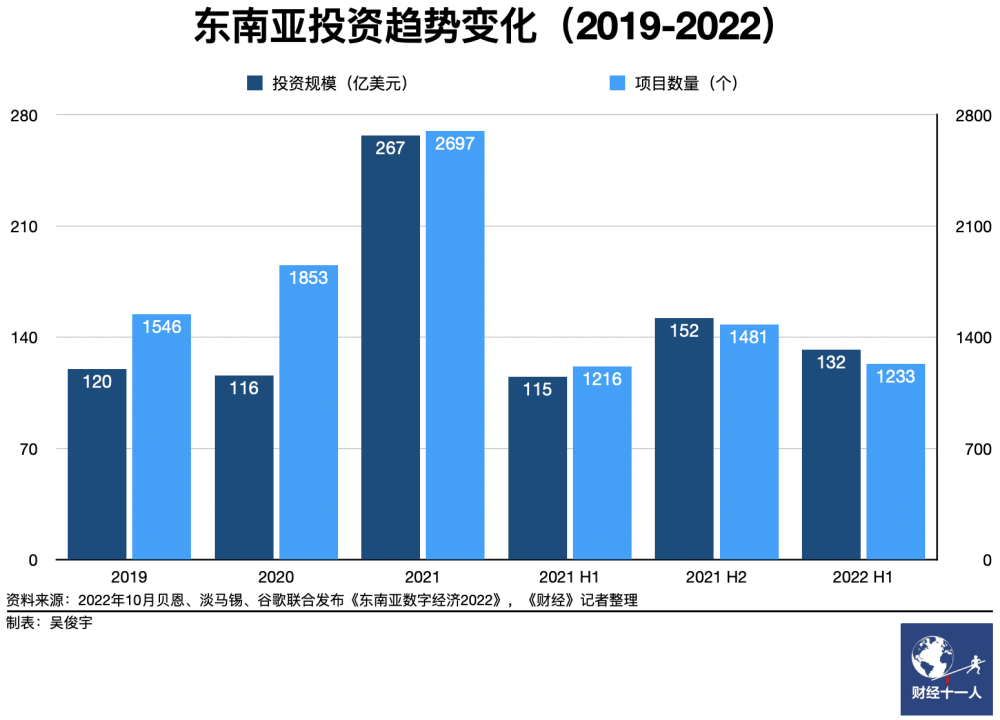 东南亚投资趋势变化（2019-2022）
投资规模（亿美元） 项目数量（个）
280 2800
267 2697
210 2100
1853
1546
152 1481
140 1400
132 1233
120 116 115 1216
70 700
0 0
2019 2020 2021 2021 H1 2021 H2 2022 H1
资料来源：2022年10月贝恩、淡马锡、谷歌联合发布《东南亚数字经济2022》，《财经》记者整理
制表：吴俊宇
财经十一人